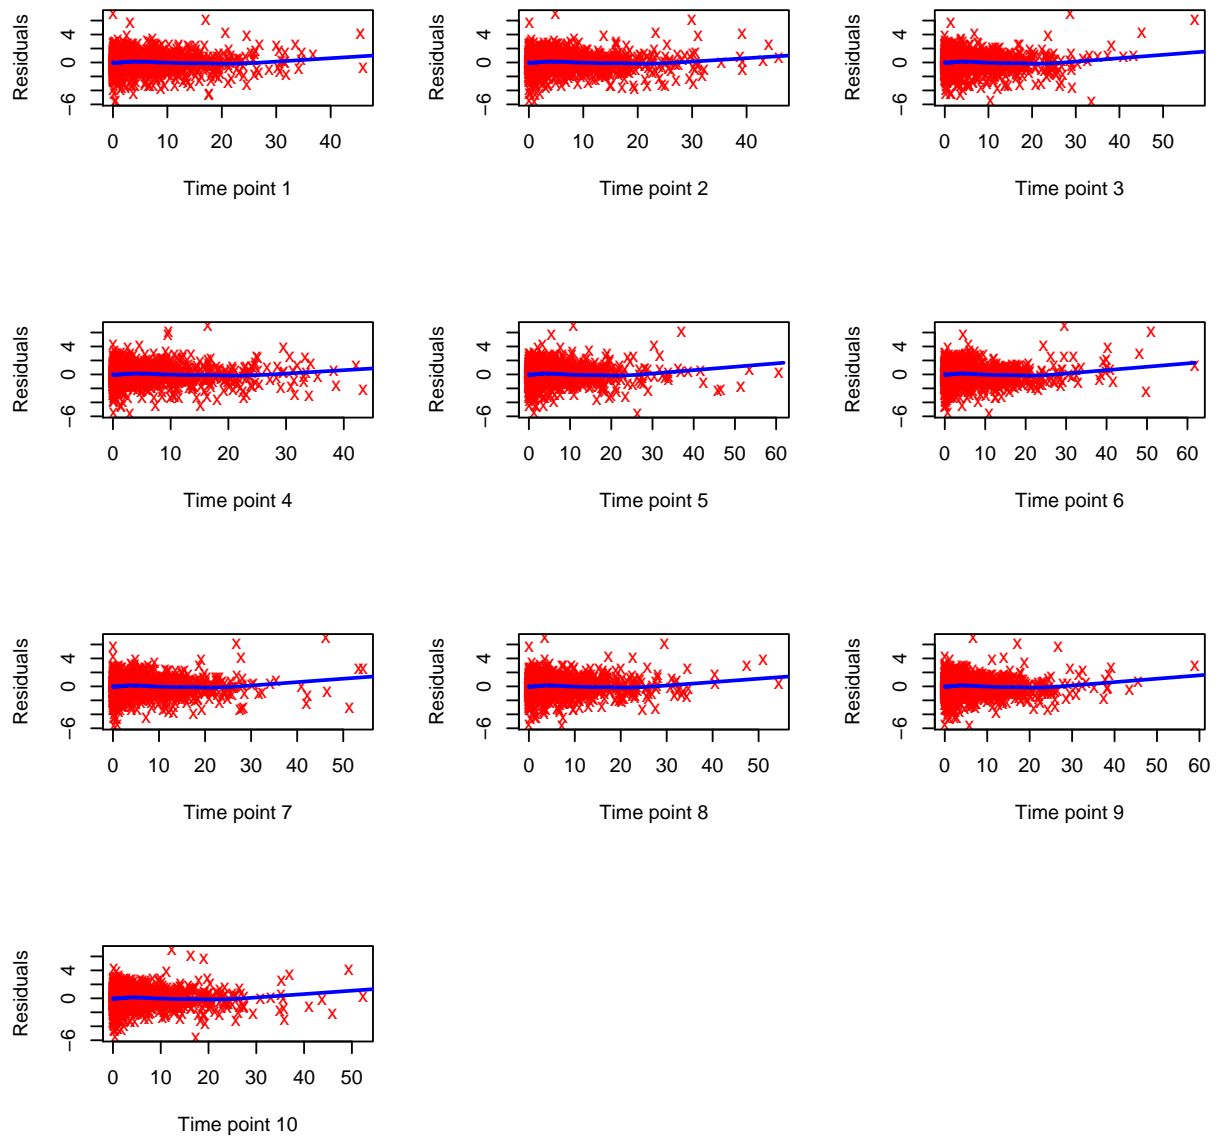 Residuals
4
0
−6
0 10 20 30 40
Time point 1
Residuals
4
0
−6
0 10 20 30 40
Time point 2
Residuals
4
0
−6
0 10 20 30 40 50
Time point 3
Residuals
4
0
−6
0 10 20 30 40
Time point 4
Residuals
4
0
−6
0 10 20 30 40 50 60
Time point 5
Residuals
4
0
−6
0 10 20 30 40 50 60
Time point 6
Residuals
4
0
−6
0 10 20 30 40 50
Time point 7
Residuals
4
0
−6
0 10 20 30 40 50
Time point 8
Residuals
4
0
−6
0 10 20 30 40 50 60
Time point 9
Residuals
4
0
−6
0 10 20 30 40 50
Time point 10